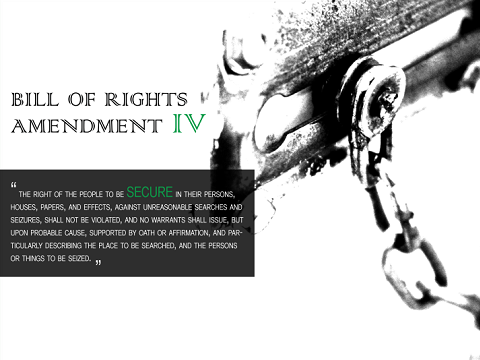 BILL OF RIGHTS
AMENDMENT IV
“ THE RIGHT OF THE PEOPLE TO BE SECURE IN THEIR PERSONS,
HOUSES, PAPERS, AND EFFECTS, AGAINST UNREASONABLE SEARCHES AND
SEIZURES, SHALL NOT BE VIOLATED, AND NO WARRANTS SHALL ISSUE, BUT
UPON PROBABLE CAUSE, SUPPORTED BY OATH OR AFFIRMATION, AND PAR-
TICULARLY DESCRIBING THE PLACE TO BE SEARCHED, AND THE PERSONS
OR THINGS TO BE SEIZED. ”